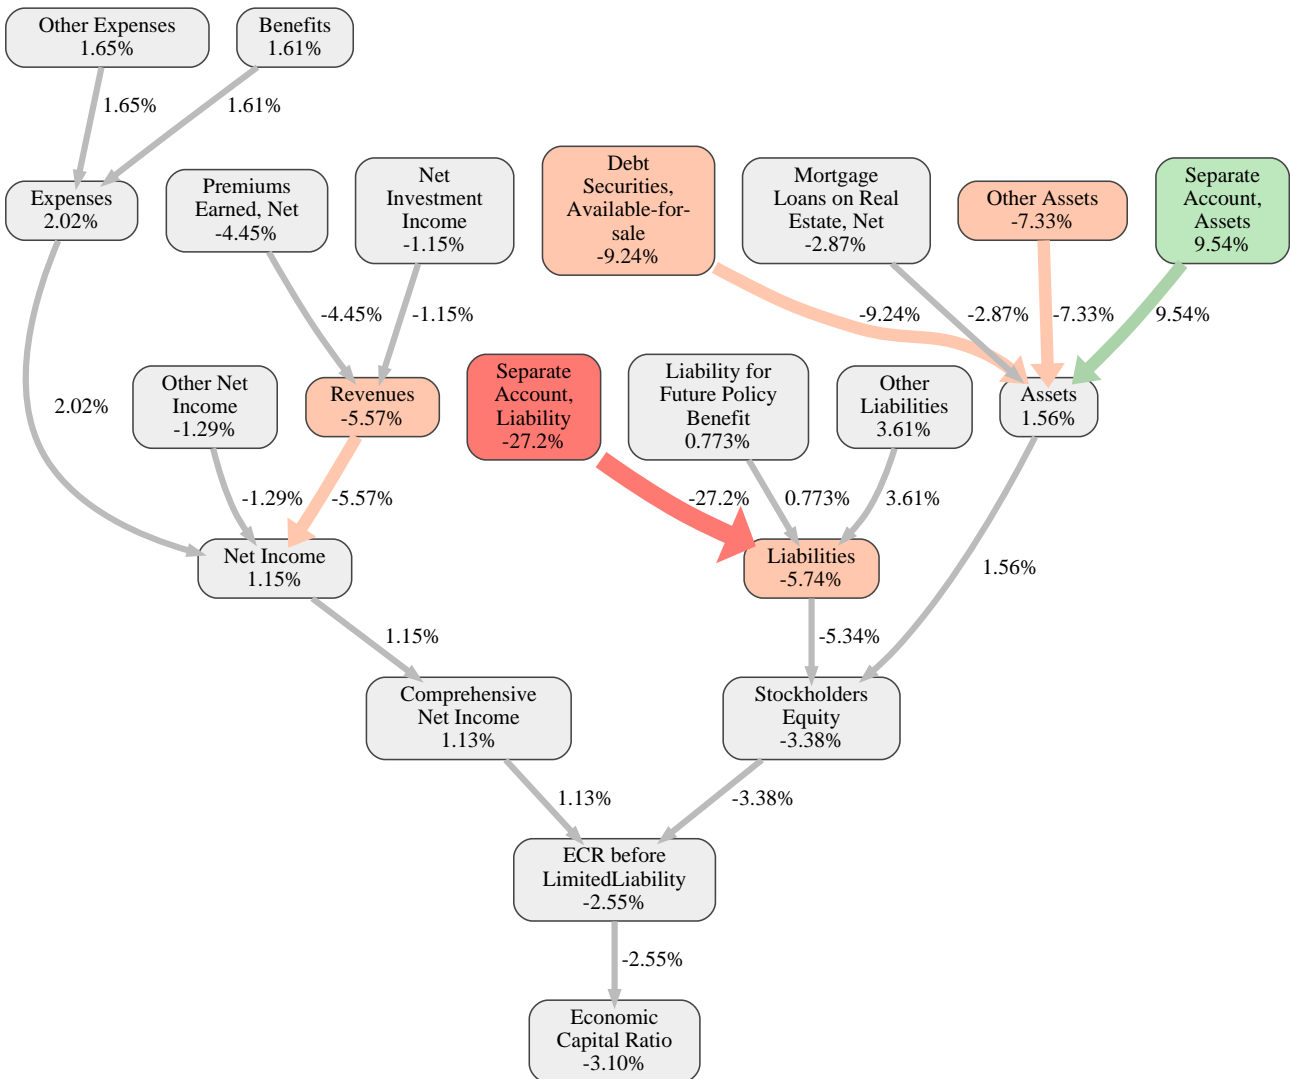 Other Expenses
1.65%
Benefits
1.61%
1.65%
1.61%
Expenses
2.02%
Premiums
Earned, Net
-4.45%
Net
Investment
Income
-1.15%
Debt
Securities,
Available-for-
sale
-9.24%
Mortgage
Loans on Real
Estate, Net
-2.87%
Other Assets
-7.33%
Separate
Account,
Assets
9.54%
-4.45%
-1.15%
-9.24%
-2.87%
-7.33%
9.54%
2.02%
Other Net
Income
-1.29%
Revenues
-5.57%
Separate
Account,
Liability
-27.2%
Liability for
Future Policy
Benefit
0.773%
Other
Liabilities
3.61%
Assets
1.56%
-1.29%
-5.57%
-27.2%
0.773%
3.61%
Net Income
1.15%
Liabilities
-5.74%
1.56%
1.15%
-5.34%
Comprehensive
Net Income
1.13%
Stockholders
Equity
-3.38%
1.13%
-3.38%
ECR before
LimitedLiability
-2.55%
-2.55%
Economic
Capital Ratio
-3.10%